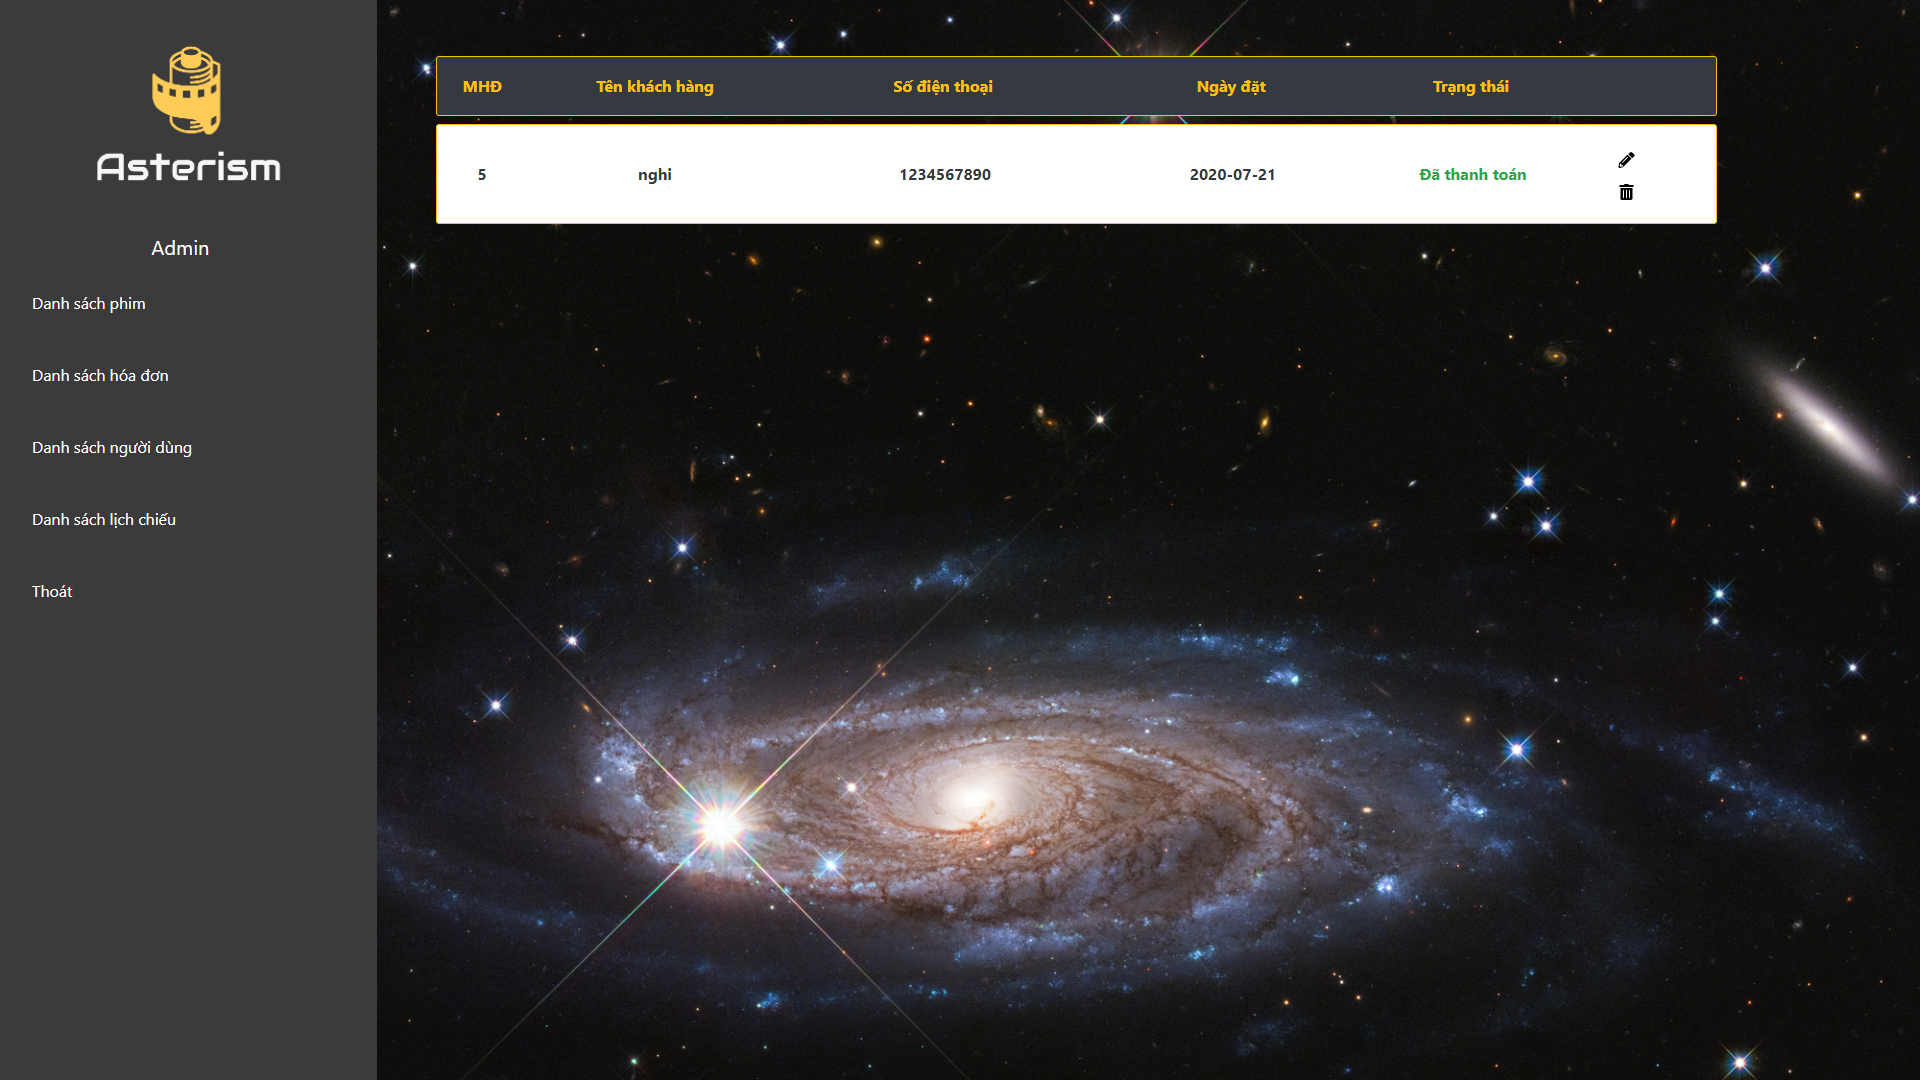 Asterism
Admin
Danh sách phim
Danh sách hóa đơn
Danh sách người dùng
Danh sách lịch chiếu
Thoát
MHĐ Tên khách hàng Số điện thoại Ngày đặt Trạng thái
5 nghi 1234567890 2020-07-21 Đã thanh toán